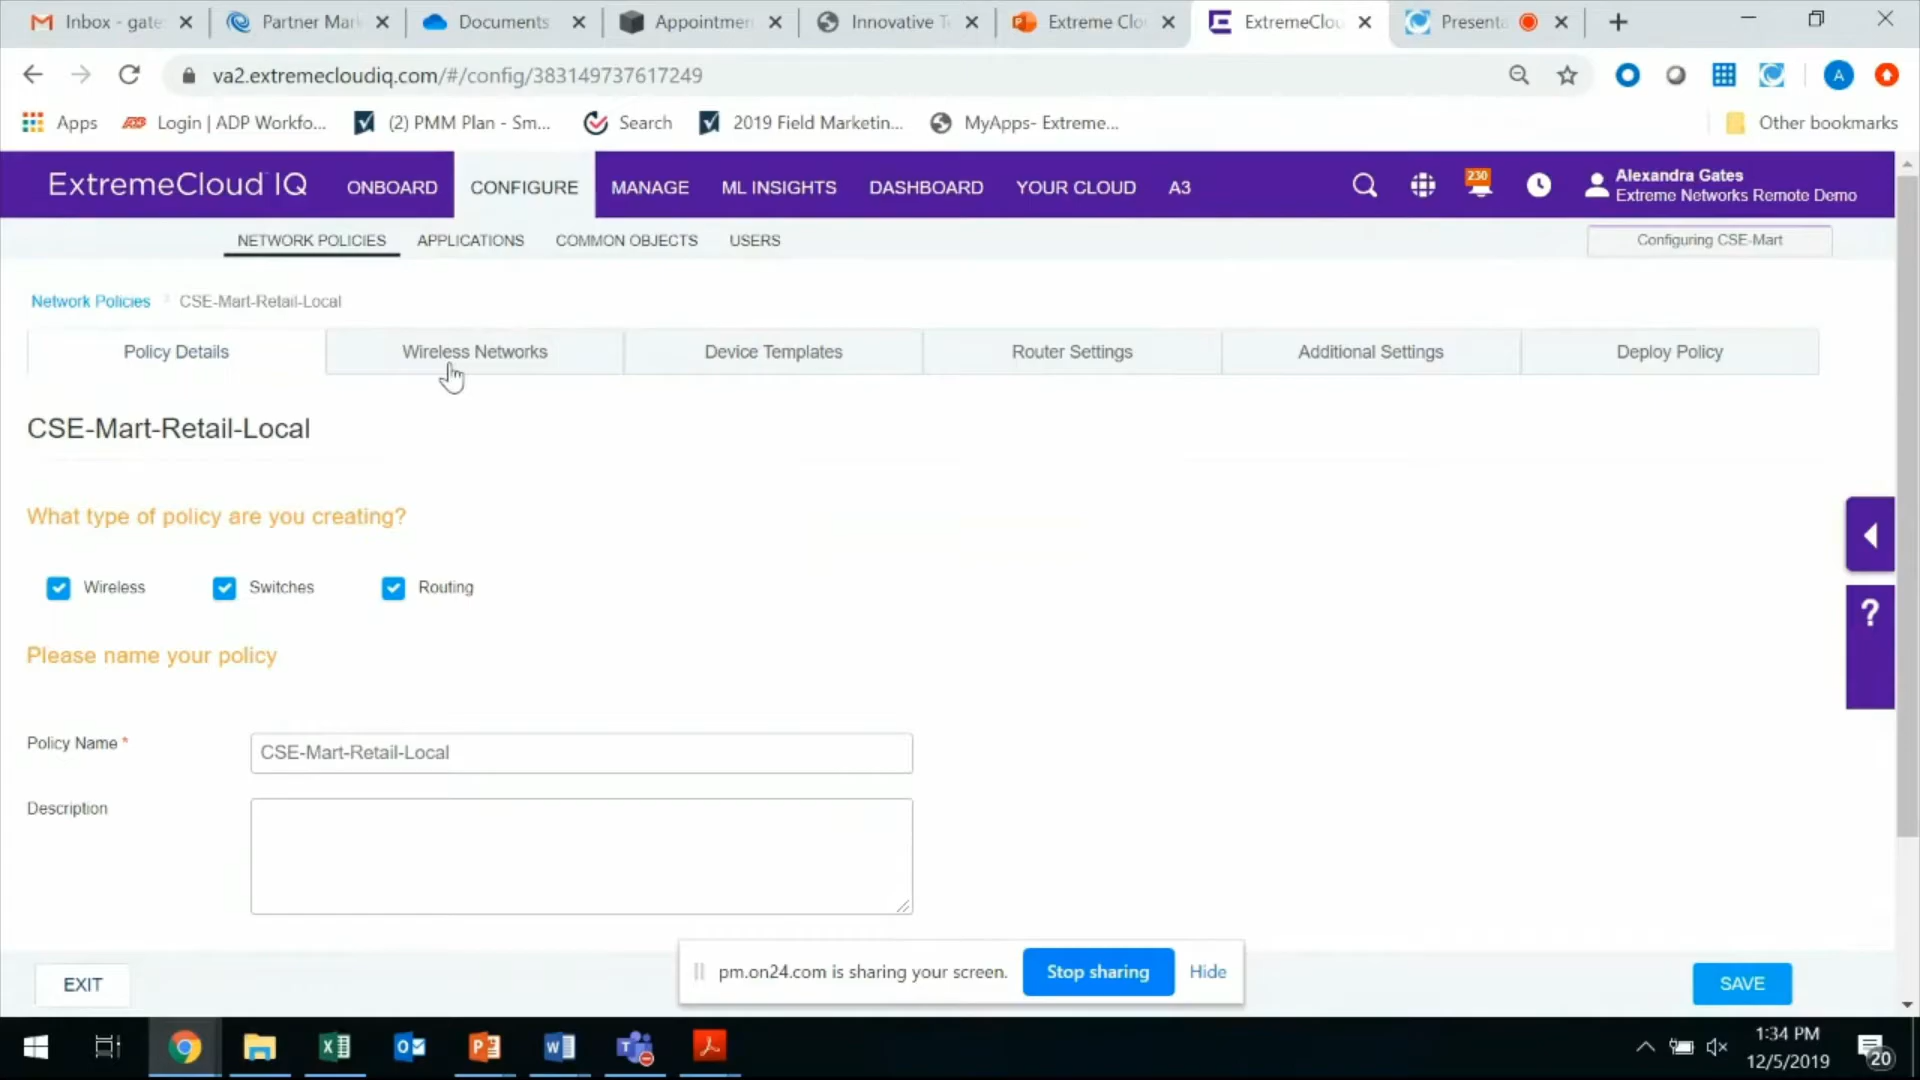 Inbox - gate
Partner Mar
Documents
Appointmen
Innovative T
Extreme Clo
ExtremeClou
Presenta
va2.extremecloudiq.com/#/config/383149737617249
A
Apps
Login | ADP Workfo...
(2) PMM Plan - Sm...
Search
2019 Field Marketin...
MyApps- Extreme...
Other bookmarks
ExtremeCloud IQ
ONBOARD
CONFIGURE
MANAGE
ML INSIGHTS
DASHBOARD
YOUR CLOUD
A3
230
Alexandra Gates
Extreme Networks Remote Demo
NETWORK POLICIES
APPLICATIONS
COMMON OBJECTS
USERS
Configuring CSE-Mart
Network Policies
CSE-Mart-Retail-Local
Policy Details
Wireless Networks
Device Templates
Router Settings
Additional Settings
Deploy Policy
CSE-Mart-Retail-Local
What type of policy are you creating?
Wireless
Switches
Routing
?
Please name your policy
Policy Name *
CSE-Mart-Retail-Local
Description
EXIT
pm.on24.com is sharing your screen.
Stop sharing
Hide
SAVE
1:34 PM
12/5/2019
20